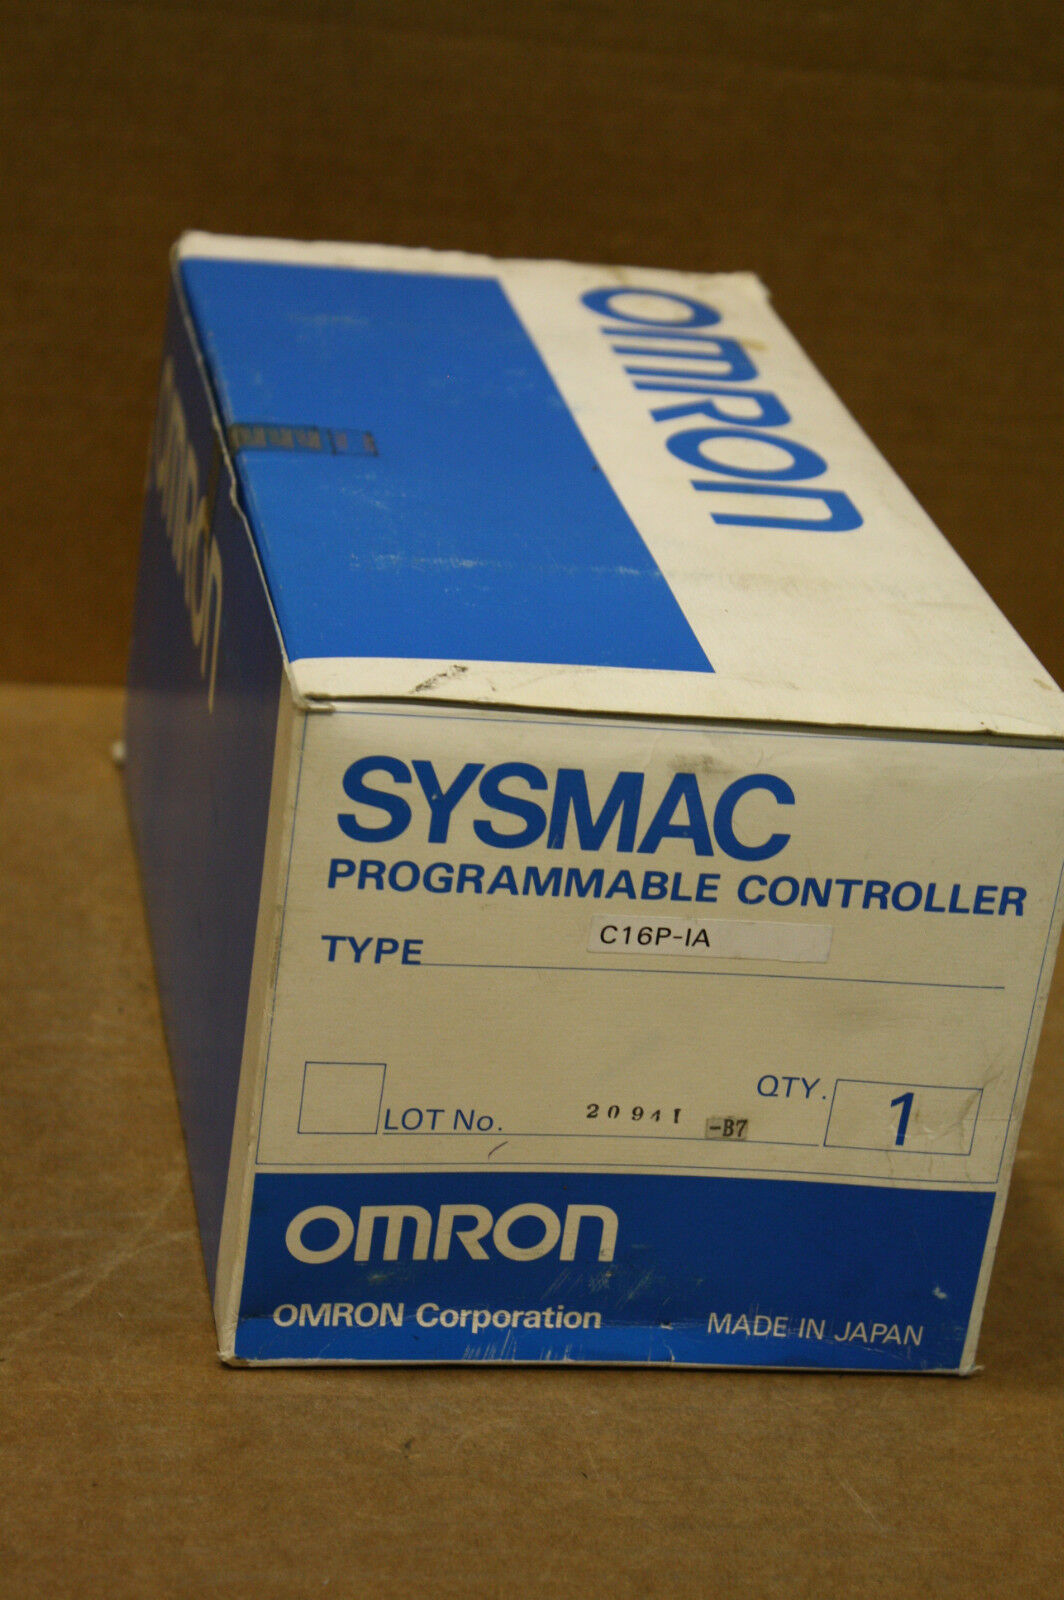 OMRON
OMRON
SYSMAC
PROGRAMMABLE CONTROLLER
TYPE C16P-IA
QTY. 1
LOT No. 2094I -B7
OMRON
OMRON Corporation MADE IN JAPAN